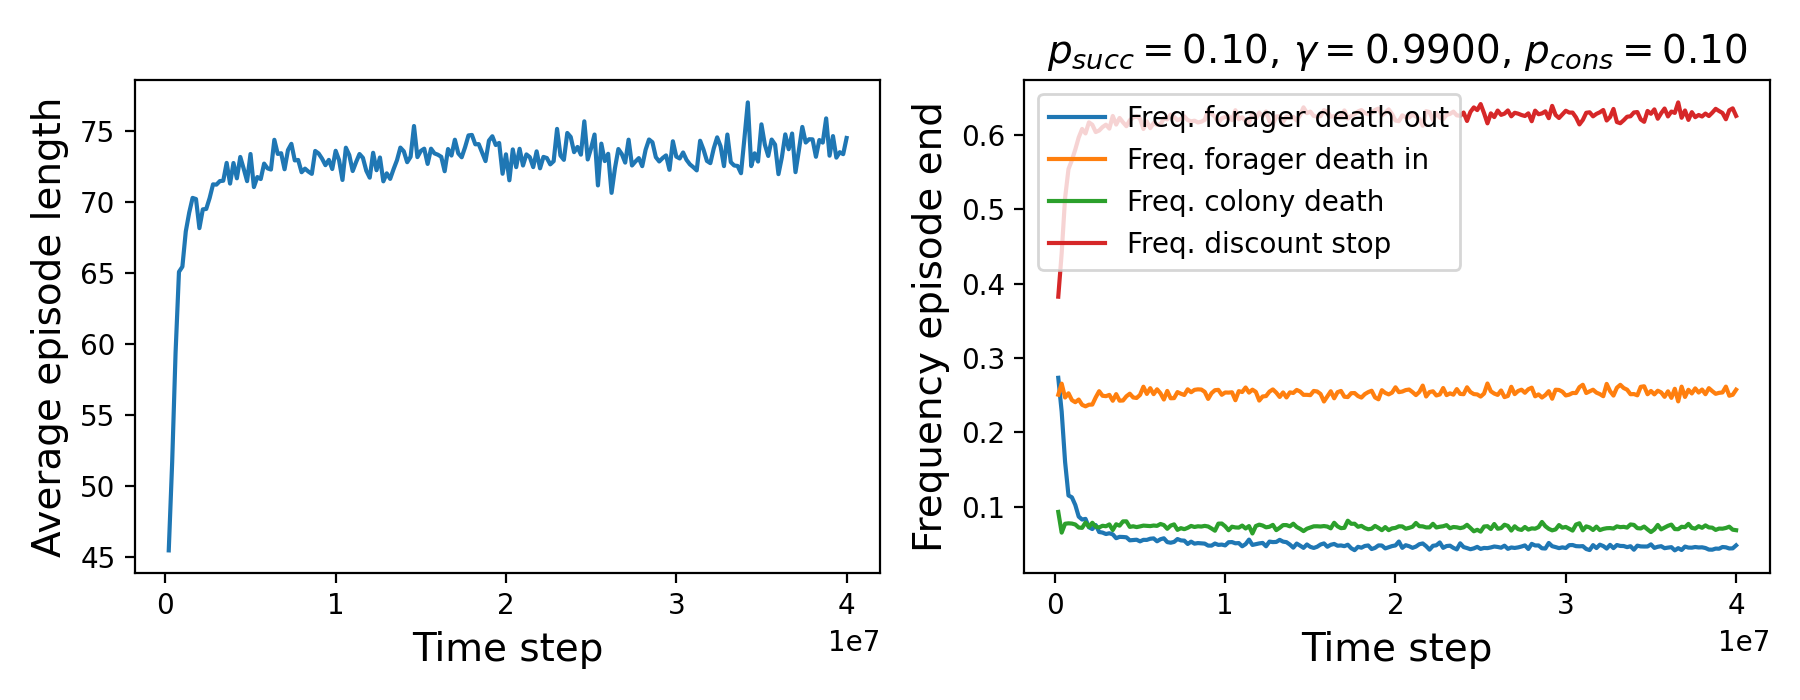 Average episode length
75
70
65
60
55
50
45
0 1 2 3 4
1e7
Time step
p_succ = 0.10, γ = 0.9900, p_cons = 0.10
Frequency episode end
0.6
0.5
0.4
0.3
0.2
0.1
Freq. forager death out
Freq. forager death in
Freq. colony death
Freq. discount stop
0 1 2 3 4
1e7
Time step